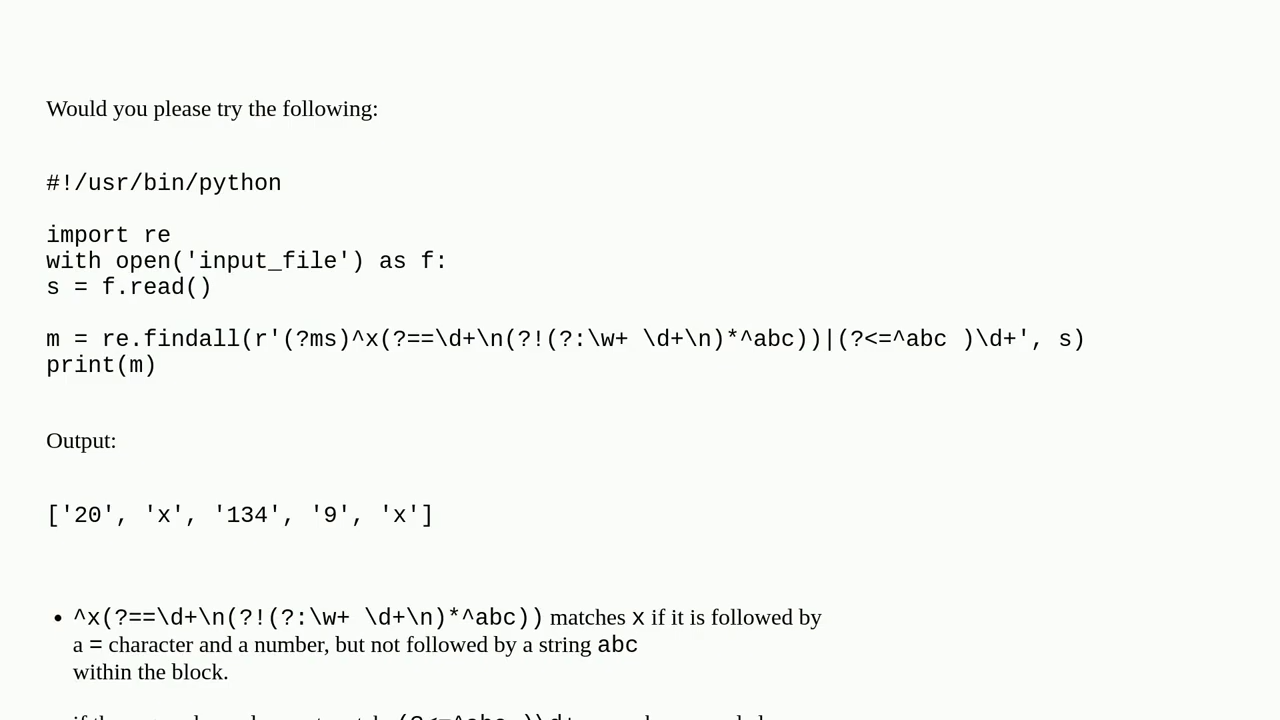 Would you please try the following:
#!/usr/bin/python
import re
with open('input_file') as f:
s = f.read()
m = re.findall(r'(?ms)^x(?==\d+\n(?!(?:\w+ \d+\n)*^abc))|(?<=^abc )\d+', s)
print(m)
Output:
['20', 'x', '134', '9', 'x']
• ^x(?==\d+\n(?!(?:\w+ \d+\n)*^abc)) matches x if it is followed by
a = character and a number, but not followed by a string abc
within the block.